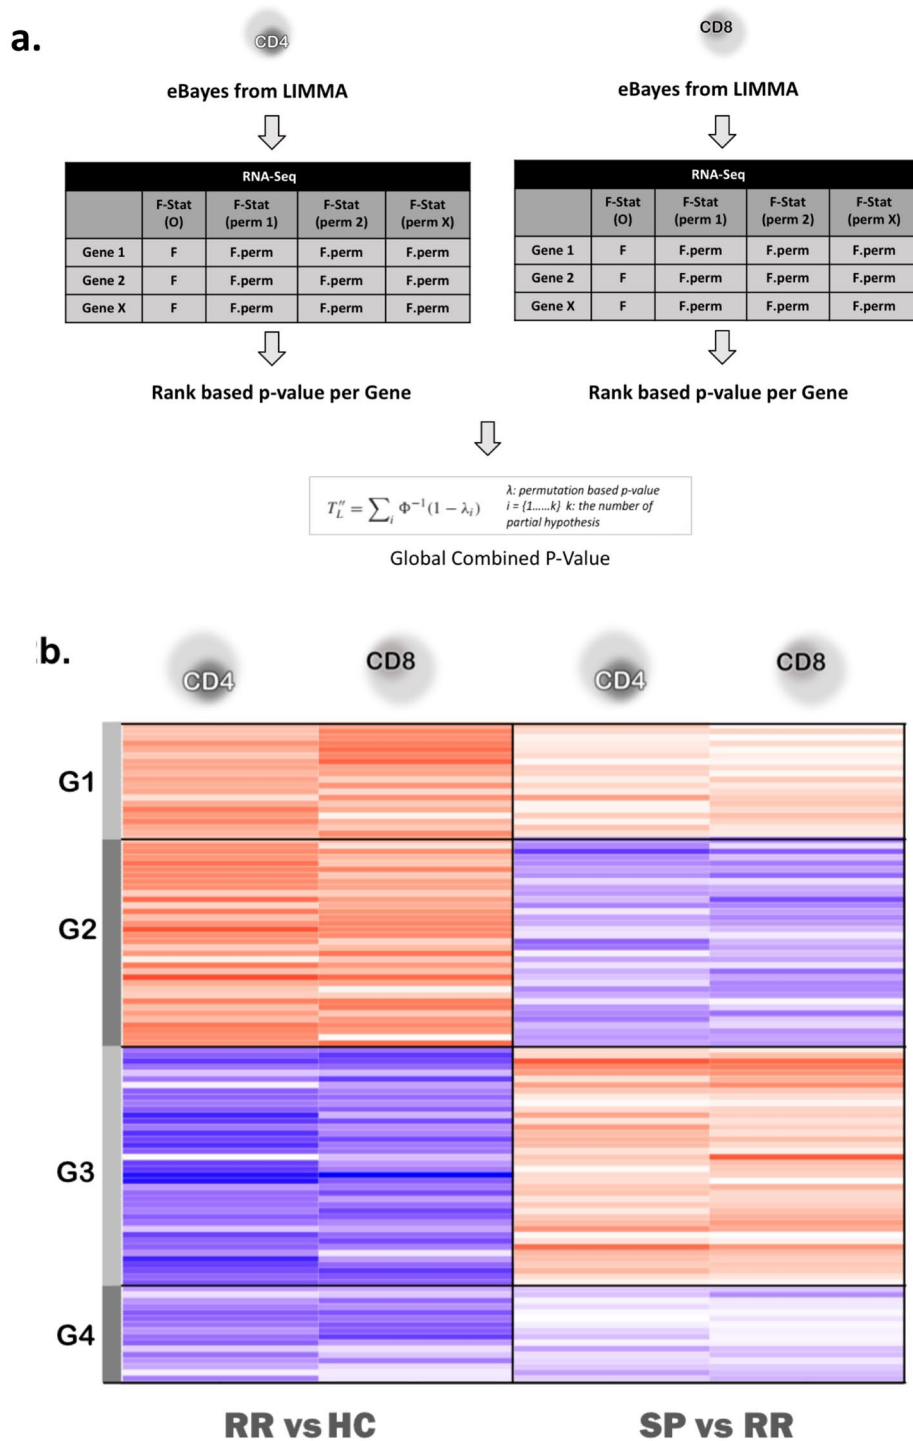 a.
CD4
CD8
eBayes from LIMMA
eBayes from LIMMA
RNA-Seq
F-Stat (O) F-Stat (perm 1) F-Stat (perm 2) F-Stat (perm X)
Gene 1 F F.perm F.perm F.perm
Gene 2 F F.perm F.perm F.perm
Gene X F F.perm F.perm F.perm
RNA-Seq
F-Stat (O) F-Stat (perm 1) F-Stat (perm 2) F-Stat (perm X)
Gene 1 F F.perm F.perm F.perm
Gene 2 F F.perm F.perm F.perm
Gene X F F.perm F.perm F.perm
Rank based p-value per Gene
Rank based p-value per Gene
T''_L = ∑_i Φ⁻¹(1 − λ_i)
λ: permutation based p-value
i = {1.....k} k: the number of
partial hypothesis
Global Combined P-Value
b.
CD4
CD8
CD4
CD8
G1
G2
G3
G4
RR vs HC
SP vs RR